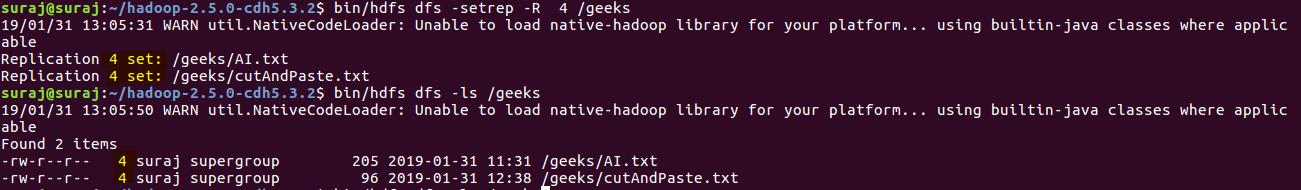 suraj@suraj:~/hadoop-2.5.0-cdh5.3.2$ bin/hdfs dfs -setrep -R  4 /geeks
19/01/31 13:05:31 WARN util.NativeCodeLoader: Unable to load native-hadoop library for your platform... using builtin-java classes where applic
able
Replication 4 set: /geeks/AI.txt
Replication 4 set: /geeks/cutAndPaste.txt
suraj@suraj:~/hadoop-2.5.0-cdh5.3.2$ bin/hdfs dfs -ls /geeks
19/01/31 13:05:50 WARN util.NativeCodeLoader: Unable to load native-hadoop library for your platform... using builtin-java classes where applic
able
Found 2 items
-rw-r--r--   4 suraj supergroup        205 2019-01-31 11:31 /geeks/AI.txt
-rw-r--r--   4 suraj supergroup         96 2019-01-31 12:38 /geeks/cutAndPaste.txt